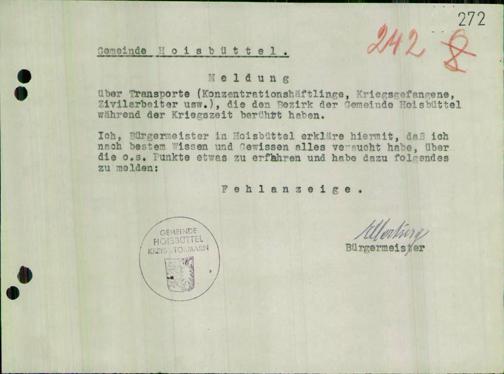 272
242
Gemeinde Hoisbüttel.
Meldung
über Transporte (Konzentrationshäftlinge, Kriegsgefangene,
Zivilarbeiter usw.), die den Bezirk der Gemeinde Hoisbüttel
während der Kriegszeit berührt haben.
Ich, Bürgermeister in Hoisbüttel erkläre hiermit, daß ich
nach bestem Wissen und Gewissen alles versucht habe, über
die o.s. Punkte etwas zu erfahren und habe dazu folgendes
zu melden:
Fehlanzeige.
Bürgermeister
GEMEINDE
HOISBÜTTEL
KREIS STORMARN